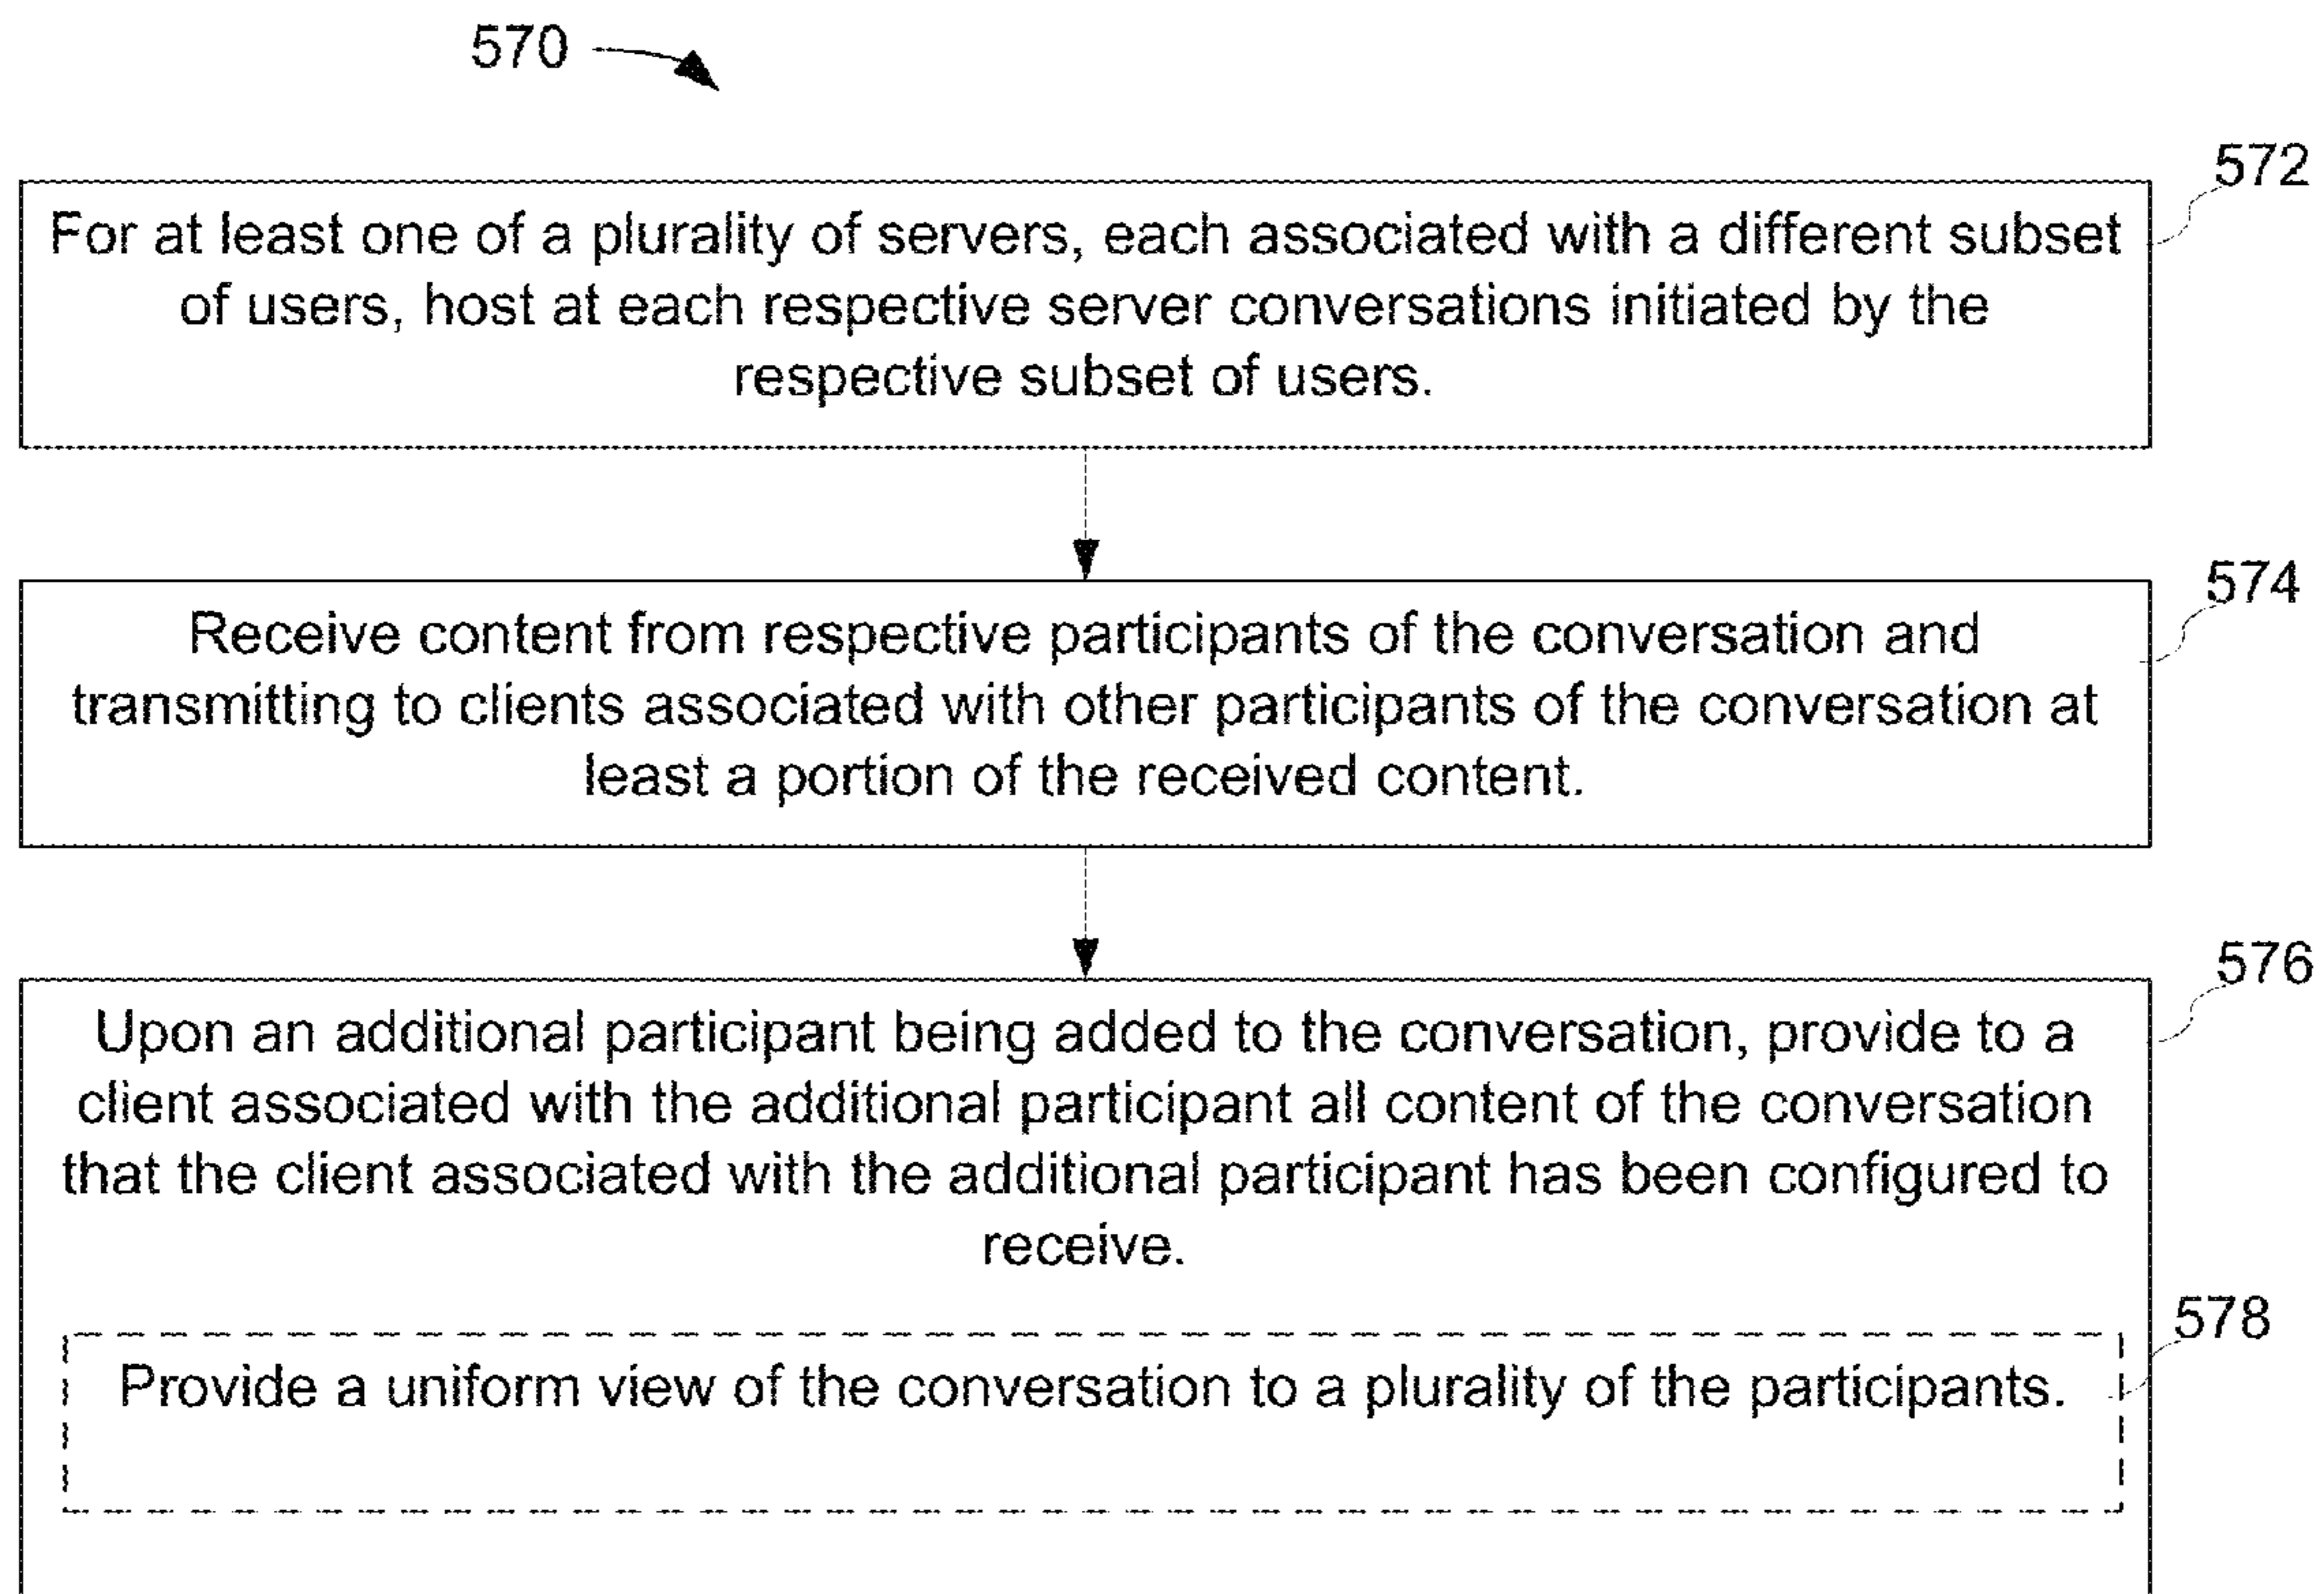 570
572
For at least one of a plurality of servers, each associated with a different subset
of users, host at each respective server conversations initiated by the
respective subset of users.
574
Receive content from respective participants of the conversation and
transmitting to clients associated with other participants of the conversation at
least a portion of the received content.
576
Upon an additional participant being added to the conversation, provide to a
client associated with the additional participant all content of the conversation
that the client associated with the additional participant has been configured to
receive.
578
Provide a uniform view of the conversation to a plurality of the participants.